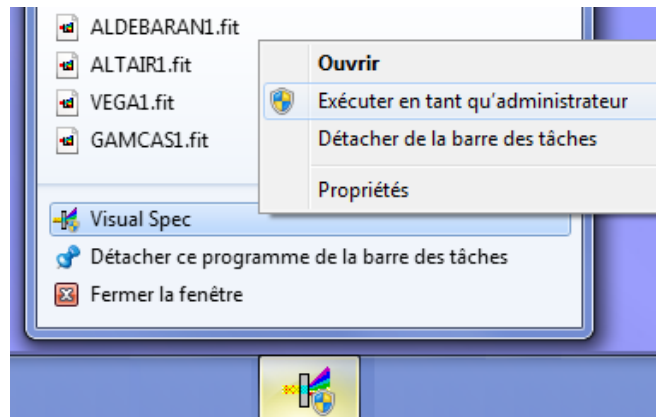 ALDEBARAN1.fit
ALTAIR1.fit
VEGA1.fit
GAMCAS1.fit
Ouvrir
Exécuter en tant qu'administrateur
Détacher de la barre des tâches
Propriétés
Visual Spec
Détacher ce programme de la barre des tâches
Fermer la fenêtre